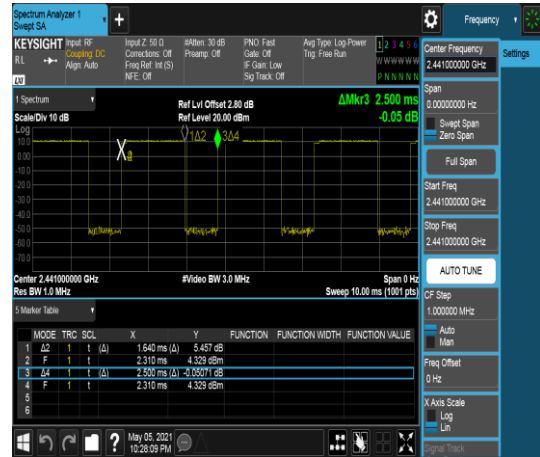 Spectrum Analyzer 1
Swept SA
+
Frequency
KEYSIGHT
RL
LXI
Input: RF
Coupling: DC
Align: Auto
Input Z: 50 Ω
Corrections: Off
Freq Ref: Int (S)
NFE: Off
#Atten: 30 dB
Preamp: Off
PNO: Fast
Gate: Off
IF Gain: Low
Sig Track: Off
Avg Type: Log-Power
Trig: Free Run
1 2 3 4 5 6
W W W W W W
P N N N N N
Center Frequency
2.441000000 GHz
Settings
Span
0.00000000 Hz
Swept Span
Zero Span
Full Span
Start Freq
2.441000000 GHz
Stop Freq
2.441000000 GHz
AUTO TUNE
CF Step
1.000000 MHz
Auto
Man
Freq Offset
0 Hz
X Axis Scale
Log
Lin
Signal Track
1 Spectrum
Scale/Div 10 dB
Ref Lvl Offset 2.80 dB
Ref Level 20.00 dBm
ΔMkr3 2.500 ms
-0.05 dB
Log
10.0
0.00
-10.0
-20.0
-30.0
-40.0
-50.0
-60.0
-70.0
1Δ2
3Δ4
Center 2.441000000 GHz
Res BW 1.0 MHz
#Video BW 3.0 MHz
Span 0 Hz
Sweep 10.00 ms (1001 pts)
5 Marker Table
MODE TRC SCL X Y FUNCTION FUNCTION WIDTH FUNCTION VALUE
1 Δ2 1 t (Δ) 1.640 ms (Δ) 5.457 dB
2 F 1 t 2.310 ms 4.329 dBm
3 Δ4 1 t (Δ) 2.500 ms (Δ) -0.05071 dB
4 F 1 t 2.310 ms 4.329 dBm
5
6
?
May 05, 2021
10:28:09 PM